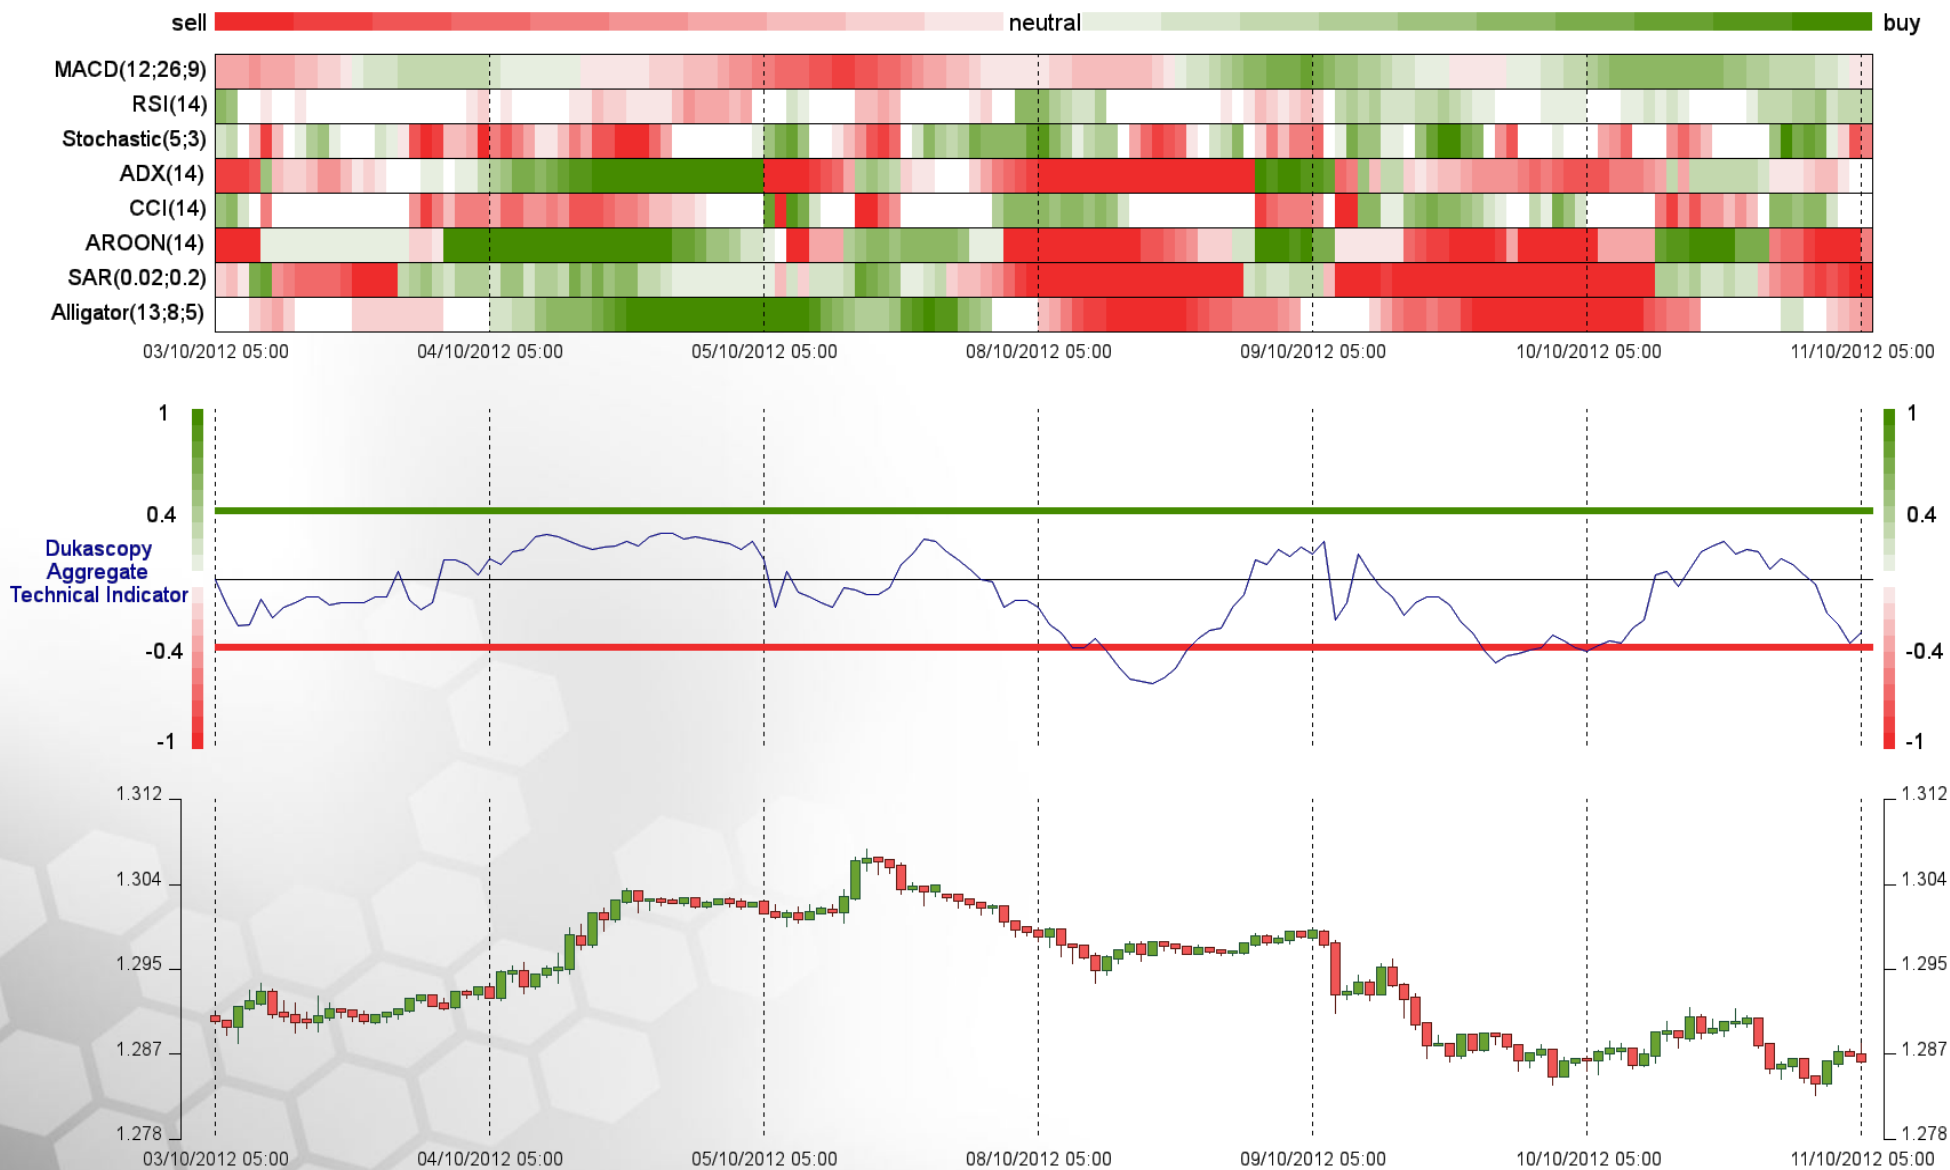 sell neutral buy
MACD(12;26;9)
RSI(14)
Stochastic(5;3)
ADX(14)
CCI(14)
AROON(14)
SAR(0.02;0.2)
Alligator(13;8;5)
03/10/2012 05:00 04/10/2012 05:00 05/10/2012 05:00 08/10/2012 05:00 09/10/2012 05:00 10/10/2012 05:00 11/10/2012 05:00
1 1
0.4 0.4
Dukascopy
Aggregate
Technical Indicator
-0.4 -0.4
-1 -1
1.312 1.312
1.304 1.304
1.295 1.295
1.287 1.287
1.278 1.278
03/10/2012 05:00 04/10/2012 05:00 05/10/2012 05:00 08/10/2012 05:00 09/10/2012 05:00 10/10/2012 05:00 11/10/2012 05:00